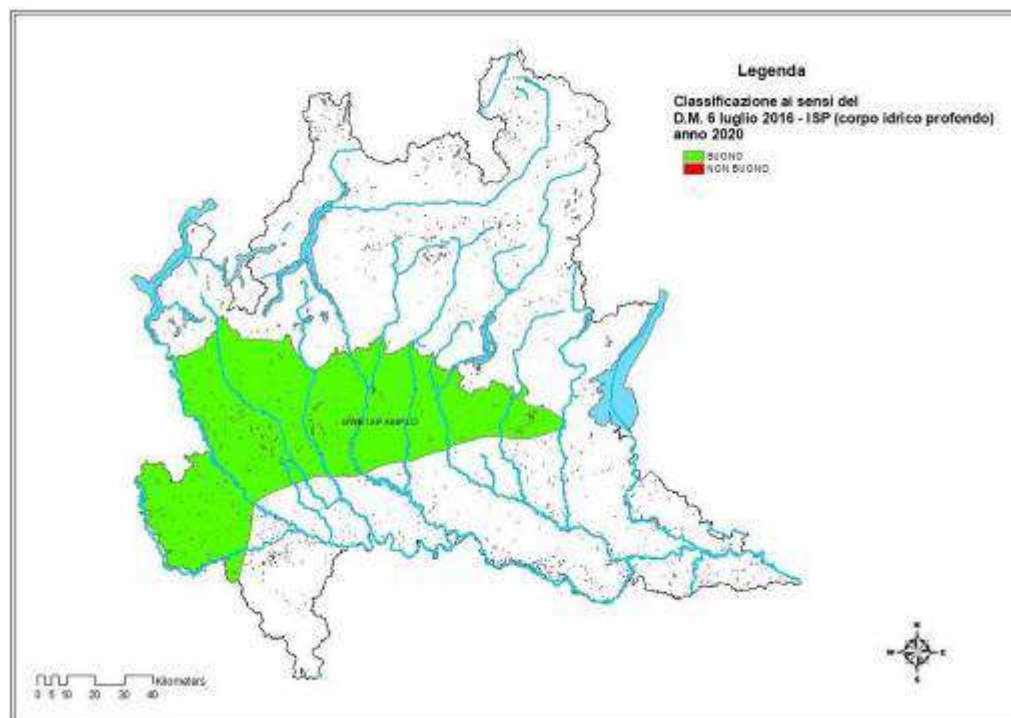 Legenda
Classificazione ai sensi del
D.M. 6 luglio 2016 - ISP (corpo idrico profondo)
anno 2020
BUONO
NON BUONO
N
W E
S
Kilometers
0 5 10 20 30 40